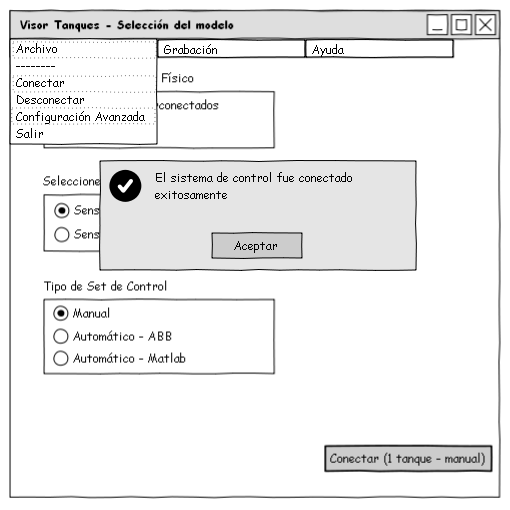 Visor Tanques - Selección del modelo
Archivo
Grabación
Ayuda
--------
Conectar
Desconectar
Configuración Avanzada
Salir
Físico
conectados
El sistema de control fue conectado
exitosamente
Aceptar
Seleccione
Sens
Sens
Tipo de Set de Control
Manual
Automático - ABB
Automático - Matlab
Conectar (1 tanque - manual)